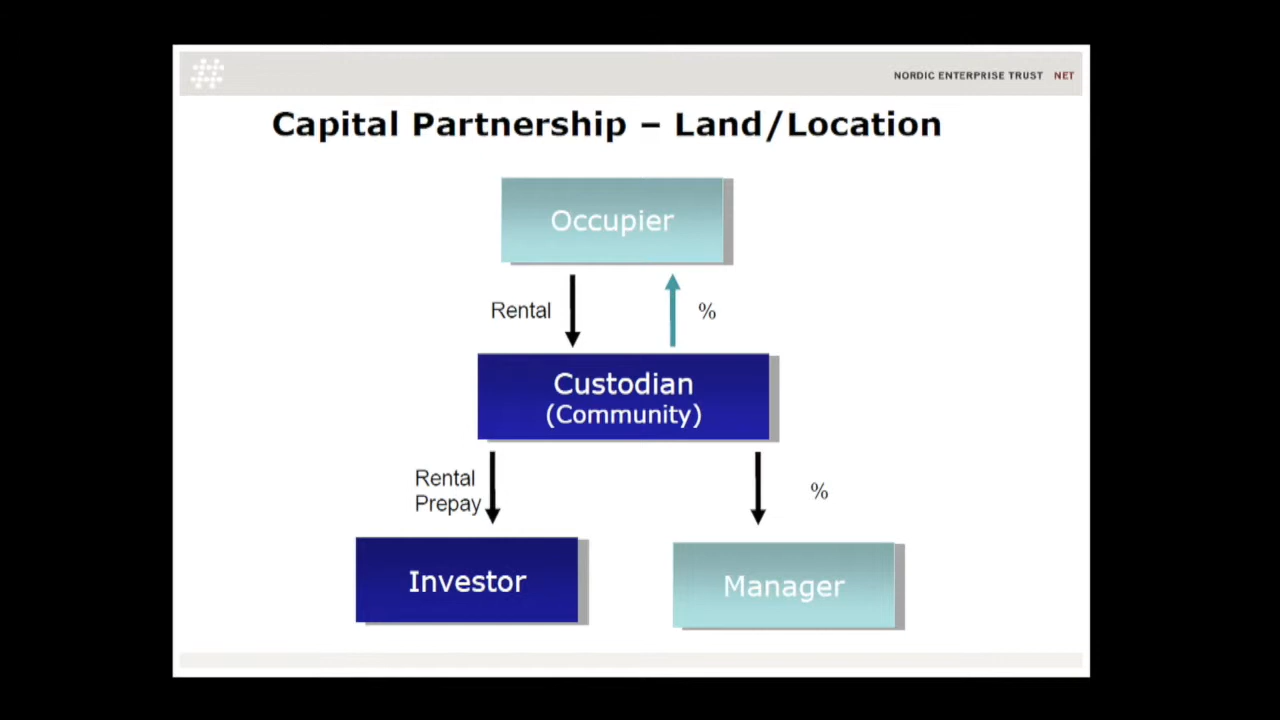 NORDIC ENTERPRISE TRUST NET
Capital Partnership – Land/Location
Occupier
Rental
%
Custodian
(Community)
Rental
Prepay
%
Investor
Manager